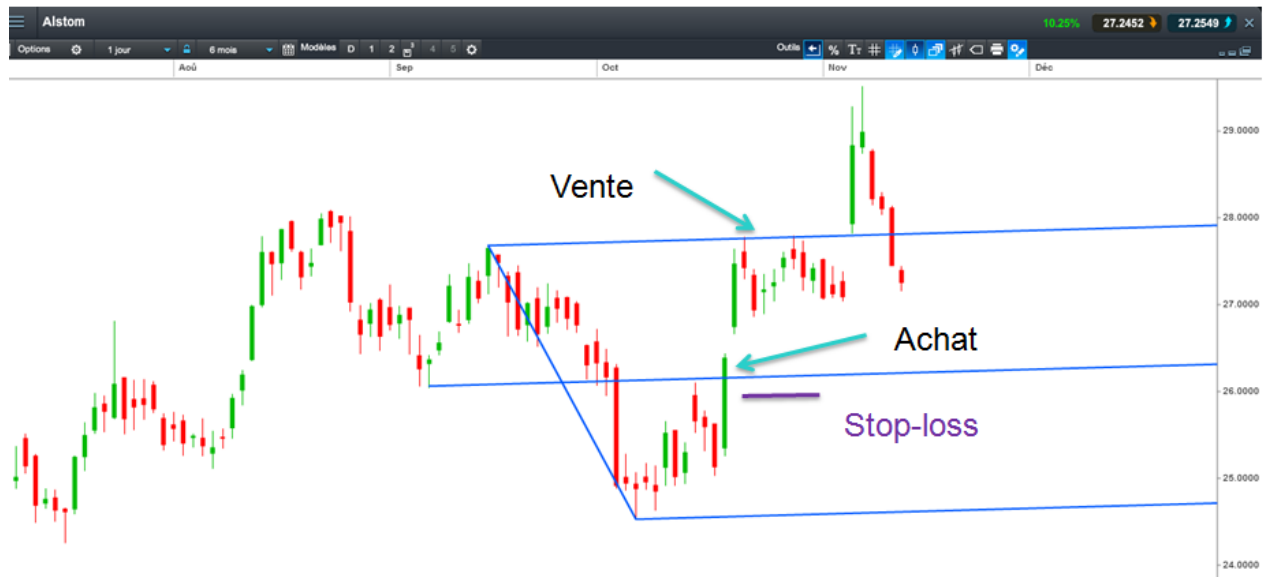 Alstom 10.25% 27.2452 27.2549
Options 1 jour 6 mois Modèles D 1 2 3 4 5 Outils % TT
Aoû Sep Oct Nov Déc
29.0000
Vente
28.0000
27.0000
Achat
26.0000
Stop-loss
25.0000
24.0000